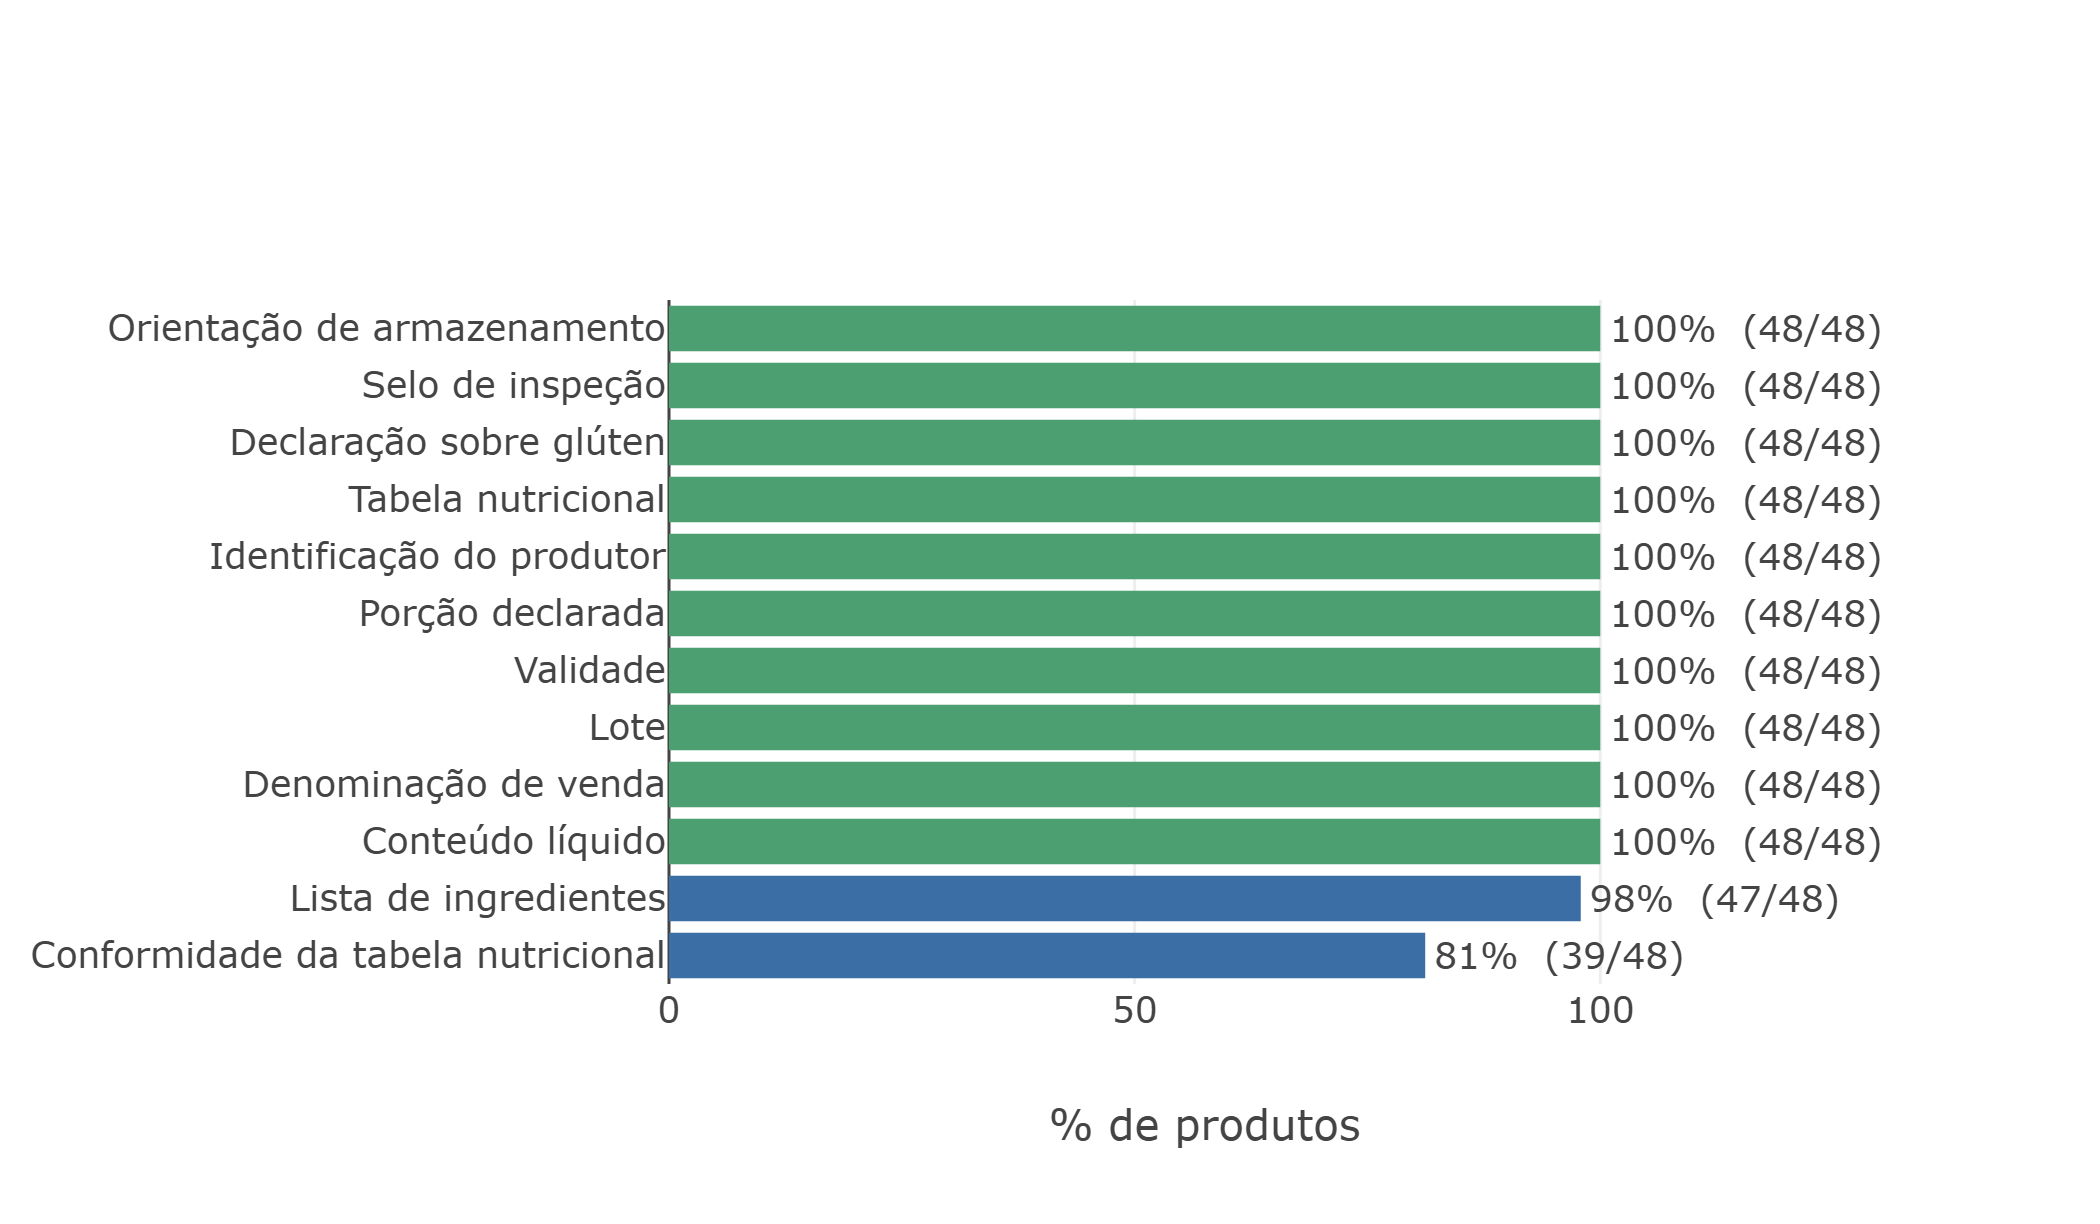 Orientação de armazenamento 100% (48/48)
Selo de inspeção 100% (48/48)
Declaração sobre glúten 100% (48/48)
Tabela nutricional 100% (48/48)
Identificação do produtor 100% (48/48)
Porção declarada 100% (48/48)
Validade 100% (48/48)
Lote 100% (48/48)
Denominação de venda 100% (48/48)
Conteúdo líquido 100% (48/48)
Lista de ingredientes 98% (47/48)
Conformidade da tabela nutricional 81% (39/48)
0 50 100
% de produtos